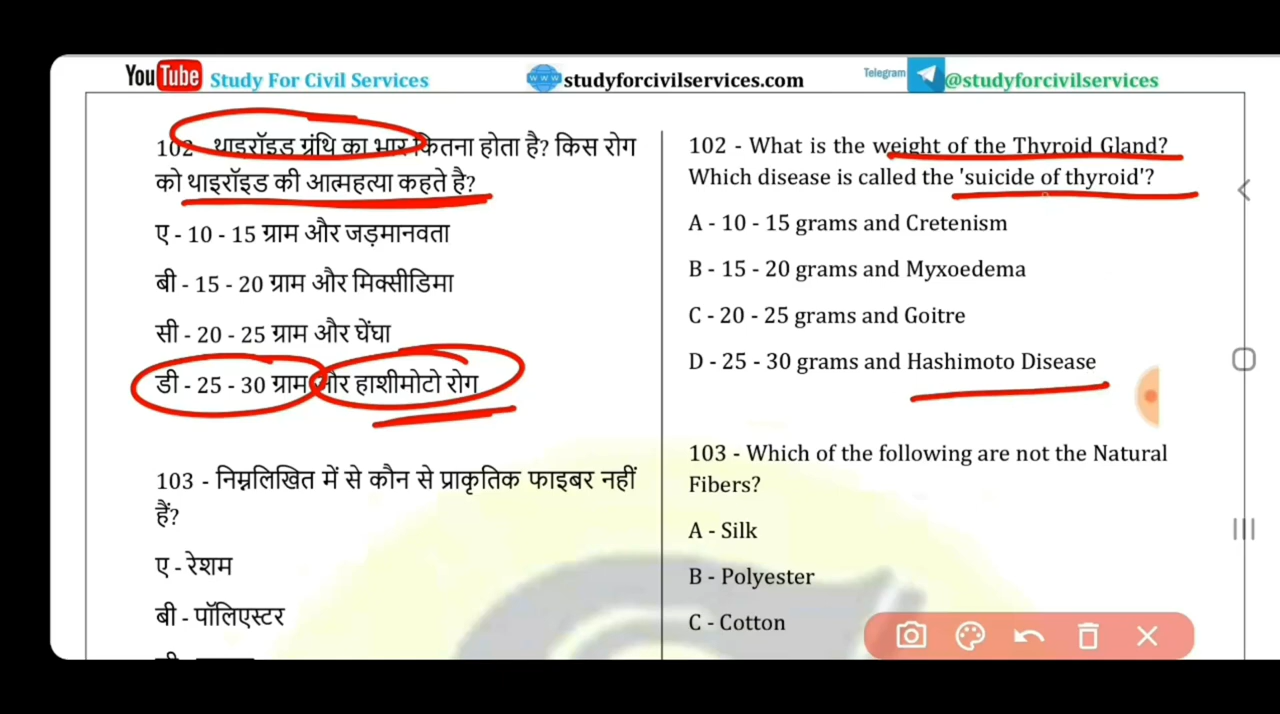 YouTube Study For Civil Services
www studyforcivilservices.com
Telegram @studyforcivilservices
102 - थाइरॉइड ग्रंथि का भार कितना होता है? किस रोग
को थाइरॉइड की आत्महत्या कहते है?
ए - 10 - 15 ग्राम और जड़मानवता
बी - 15 - 20 ग्राम और मिक्सीडिमा
सी - 20 - 25 ग्राम और घेंघा
डी - 25 - 30 ग्राम और हाशीमोटो रोग
103 - निम्नलिखित में से कौन से प्राकृतिक फाइबर नहीं
हैं?
ए - रेशम
बी - पॉलिएस्टर
102 - What is the weight of the Thyroid Gland?
Which disease is called the 'suicide of thyroid'?
A - 10 - 15 grams and Cretenism
B - 15 - 20 grams and Myxoedema
C - 20 - 25 grams and Goitre
D - 25 - 30 grams and Hashimoto Disease
103 - Which of the following are not the Natural
Fibers?
A - Silk
B - Polyester
C - Cotton